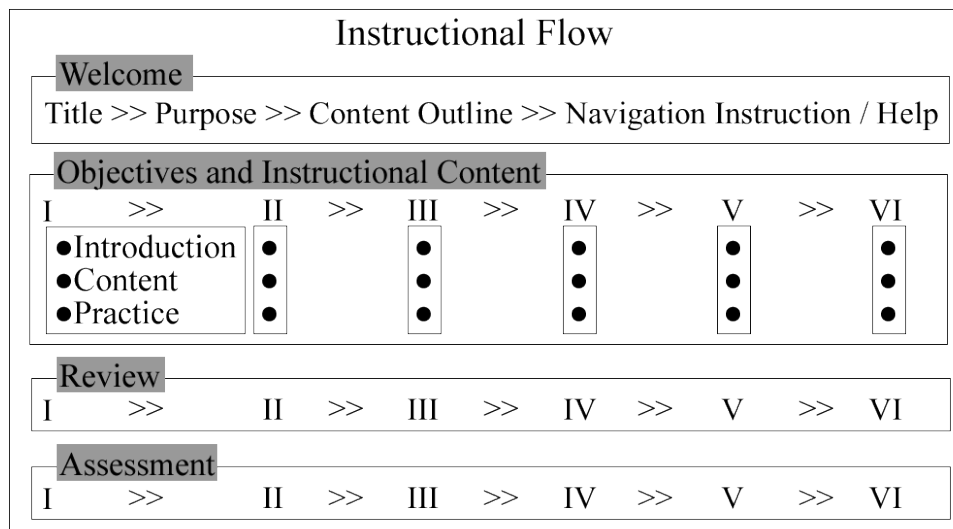 Instructional Flow
Welcome
Title >> Purpose >> Content Outline >> Navigation Instruction / Help
Objectives and Instructional Content
I >> II >> III >> IV >> V >> VI
●Introduction ● ● ● ● ●
●Content ● ● ● ● ●
●Practice ● ● ● ● ●
Review
I >> II >> III >> IV >> V >> VI
Assessment
I >> II >> III >> IV >> V >> VI